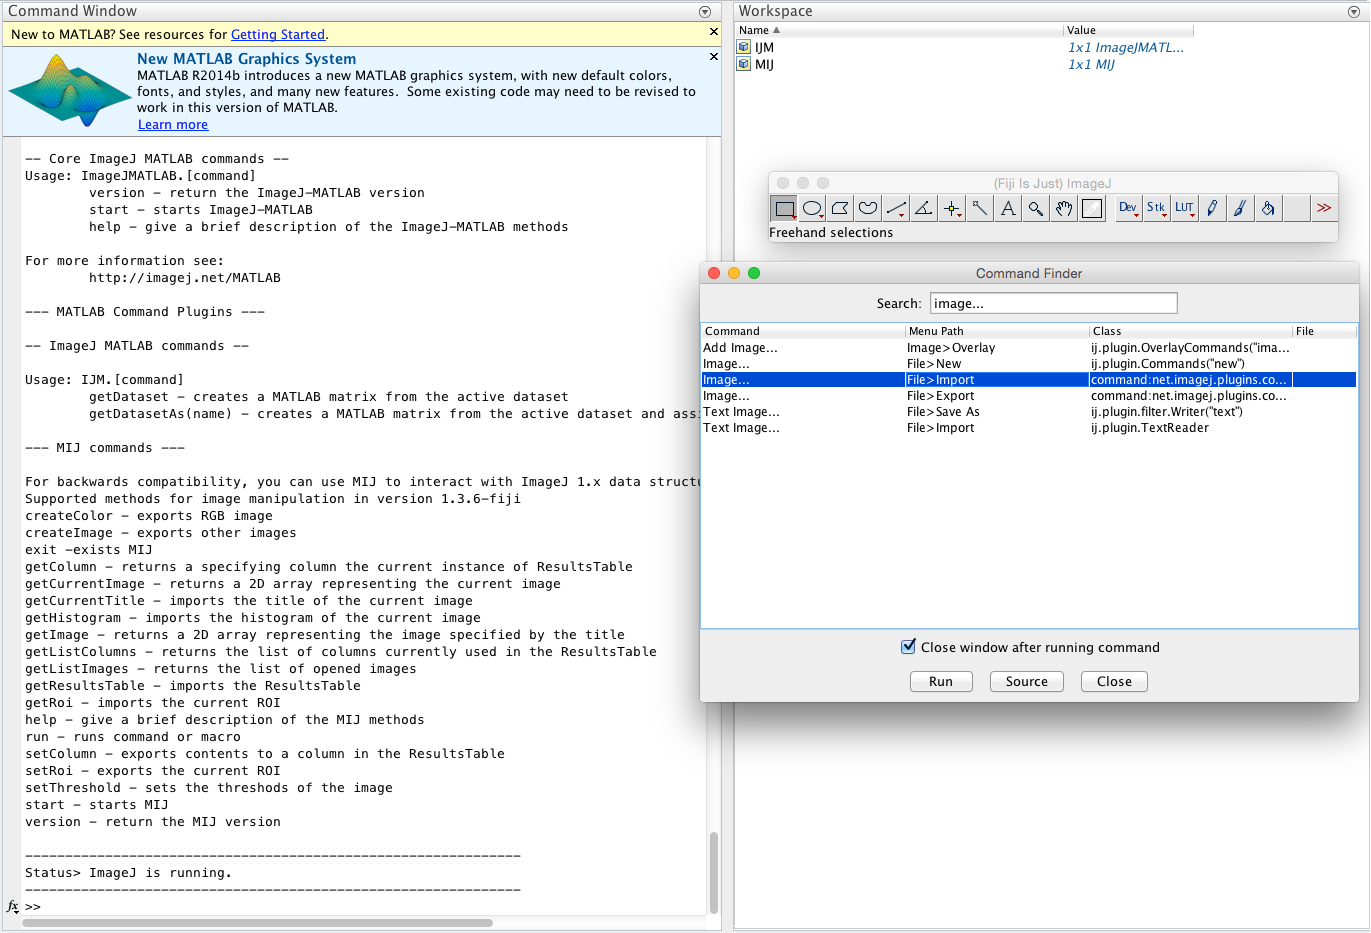 Command Window
New to MATLAB? See resources for Getting Started.
New MATLAB Graphics System
MATLAB R2014b introduces a new MATLAB graphics system, with new default colors,
fonts, and styles, and many new features.  Some existing code may need to be revised to
work in this version of MATLAB.
Learn more
-- Core ImageJ MATLAB commands --
Usage: ImageJMATLAB.[command]
version - return the ImageJ-MATLAB version
start - starts ImageJ-MATLAB
help - give a brief description of the ImageJ-MATLAB methods
For more information see:
http://imagej.net/MATLAB
--- MATLAB Command Plugins ---
-- ImageJ MATLAB commands --
Usage: IJM.[command]
getDataset - creates a MATLAB matrix from the active dataset
getDatasetAs(name) - creates a MATLAB matrix from the active dataset and
--- MIJ commands ---
For backwards compatibility, you can use MIJ to interact with ImageJ 1.x data
Supported methods for image manipulation in version 1.3.6-fiji
createColor - exports RGB image
createImage - exports other images
exit -exists MIJ
getColumn - returns a specifying column the current instance of ResultsTable
getCurrentImage - returns a 2D array representing the current image
getCurrentTitle - imports the title of the current image
getHistogram - imports the histogram of the current image
getImage - returns a 2D array representing the image specified by the title
getListColumns - returns the list of columns currently used in the ResultsTable
getListImages - returns the list of opened images
getResultsTable - imports the ResultsTable
getRoi - imports the current ROI
help - give a brief description of the MIJ methods
run - runs command or macro
setColumn - exports contents to a column in the ResultsTable
setRoi - exports the current ROI
setThreshold - sets the threshods of the image
start - starts MIJ
version - return the MIJ version
--------------------------------------------------------------
Status> ImageJ is running.
--------------------------------------------------------------
fx >>
Workspace
Name Value
IJM 1x1 ImageJMATL...
MIJ 1x1 MIJ
(Fiji Is Just) ImageJ
A Dev Stk LUT >>
Freehand selections
Command Finder
Search: image...
Command Menu Path Class File
Add Image... Image>Overlay ij.plugin.OverlayCommands("ima...
Image... File>New ij.plugin.Commands("new")
Image... File>Import command:net.imagej.plugins.co...
Image... File>Export command:net.imagej.plugins.co...
Text Image... File>Save As ij.plugin.filter.Writer("text")
Text Image... File>Import ij.plugin.TextReader
Close window after running command
Run Source Close